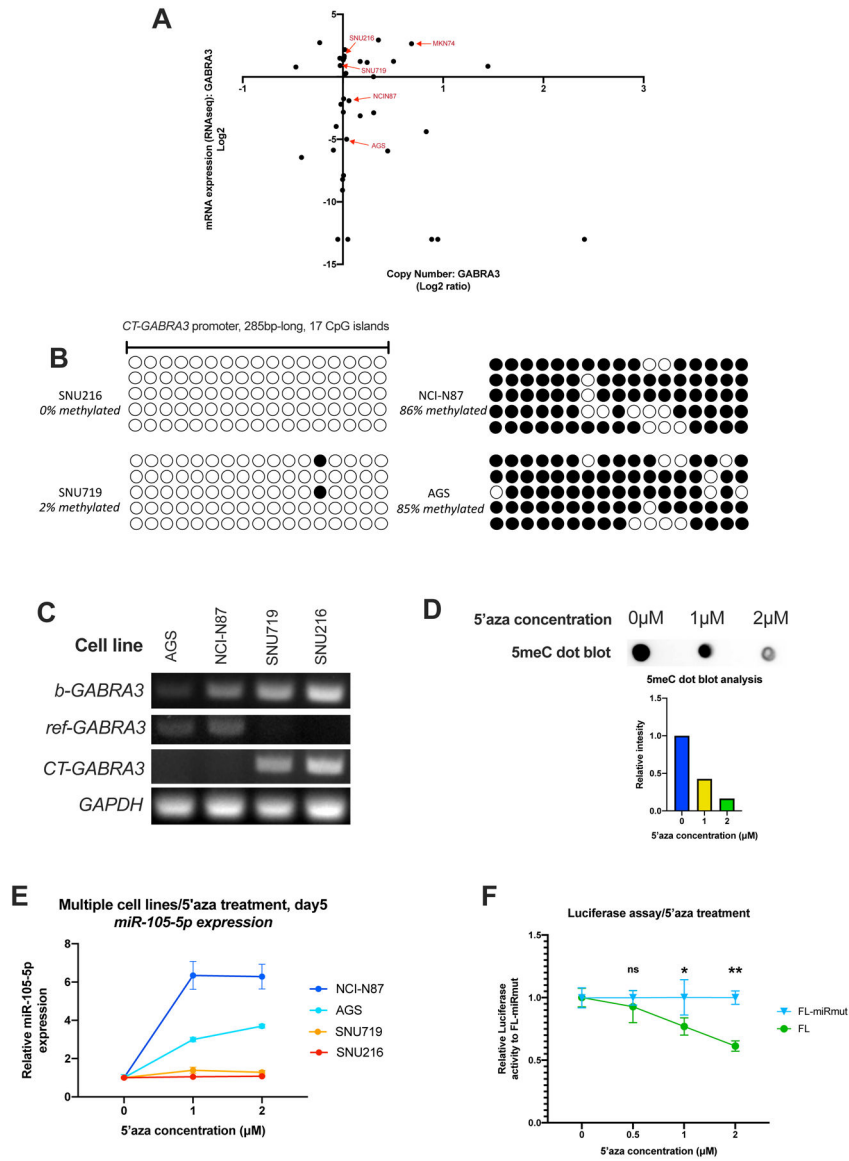 A
mRNA expression (RNAseq): GABRA3
Log2
5
-5
-10
-15
-1
1
2
3
SNU216
MKN74
SNU719
NCIN87
AGS
Copy Number: GABRA3
(Log2 ratio)
B
CT-GABRA3 promoter, 285bp-long, 17 CpG islands
SNU216
0% methylated
NCI-N87
86% methylated
SNU719
2% methylated
AGS
85% methylated
C
Cell line
AGS
NCI-N87
SNU719
SNU216
b-GABRA3
ref-GABRA3
CT-GABRA3
GAPDH
D
5'aza concentration 0µM 1µM 2µM
5meC dot blot
5meC dot blot analysis
Relative intesity
1.5
1.0
0.5
0.0
0 1 2
5'aza concentration (µM)
E
Multiple cell lines/5'aza treatment, day5
miR-105-5p expression
Relative miR-105-5p
expression
8
6
4
2
0
0 1 2
5'aza concentration (µM)
NCI-N87
AGS
SNU719
SNU216
F
Luciferase assay/5'aza treatment
Relative Luciferase
activity to FL-miRmut
1.5
1.0
0.5
0.0
ns * **
0 0.5 1 2
5'aza concentration (µM)
FL-miRmut
FL